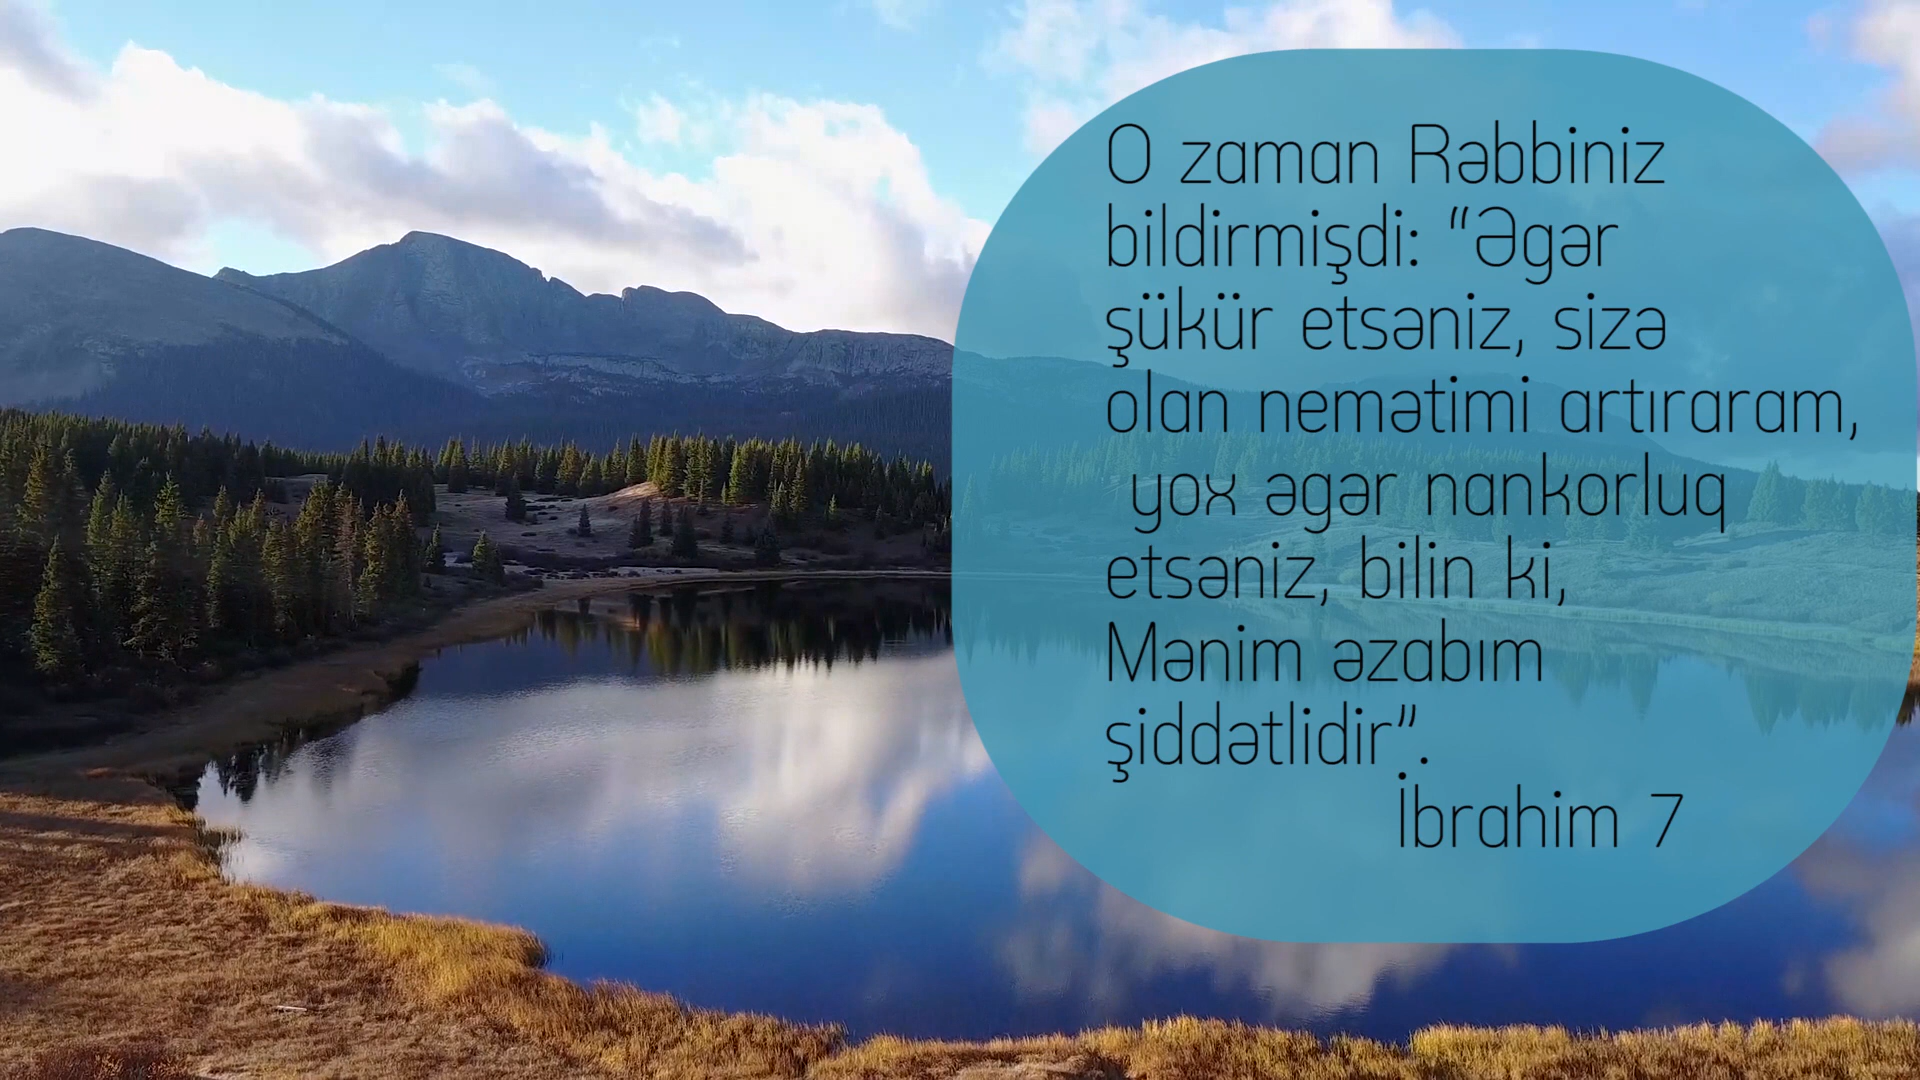 O zaman Rəbbiniz
bildirmişdi: “Əgər
şükür etsəniz, sizə
olan nemətimi artıraram,
yox əgər nankorluq
etsəniz, bilin ki,
Mənim əzabım
şiddətlidir”.
İbrahim 7